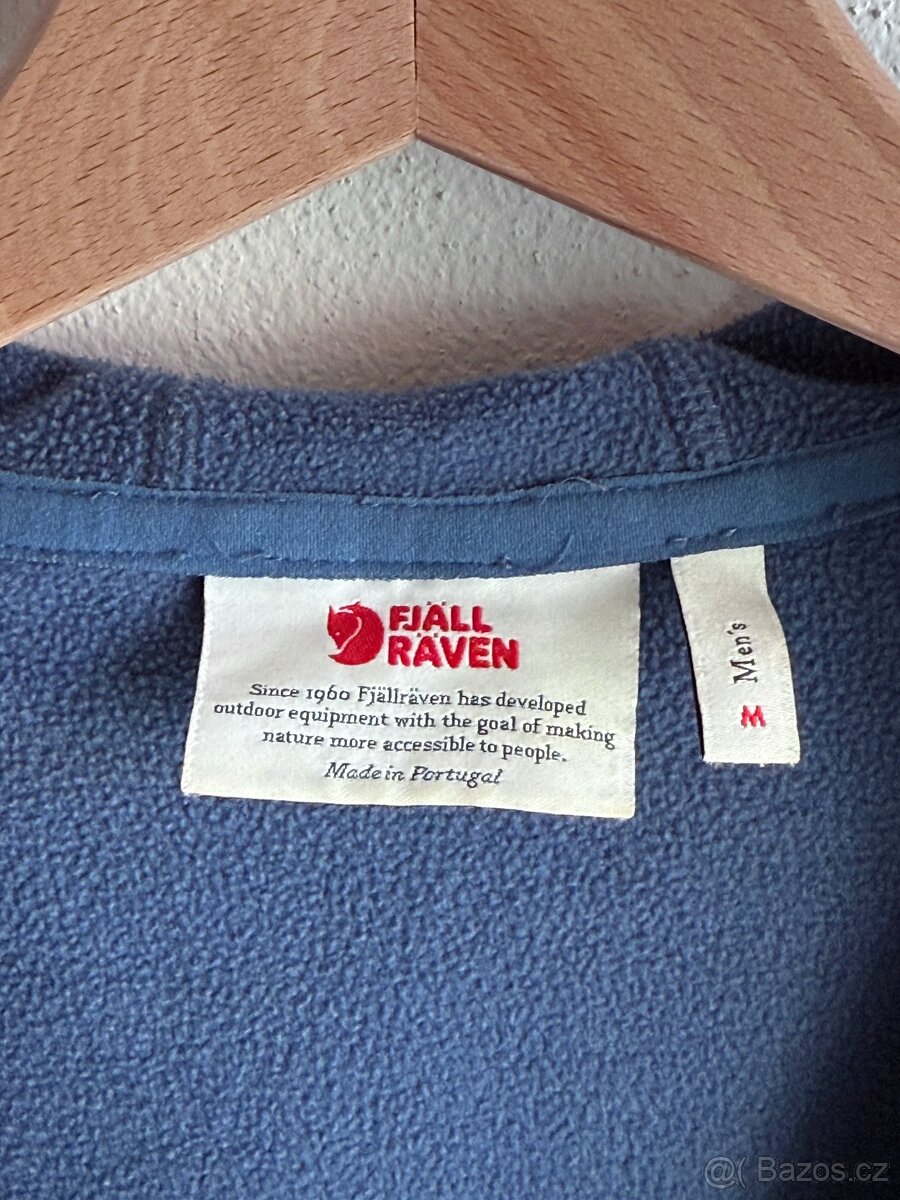 FJÄLL
RÄVEN
Since 1960 Fjällräven has developed
outdoor equipment with the goal of making
nature more accessible to people.
Made in Portugal
Men's
M
@( Bazos.cz